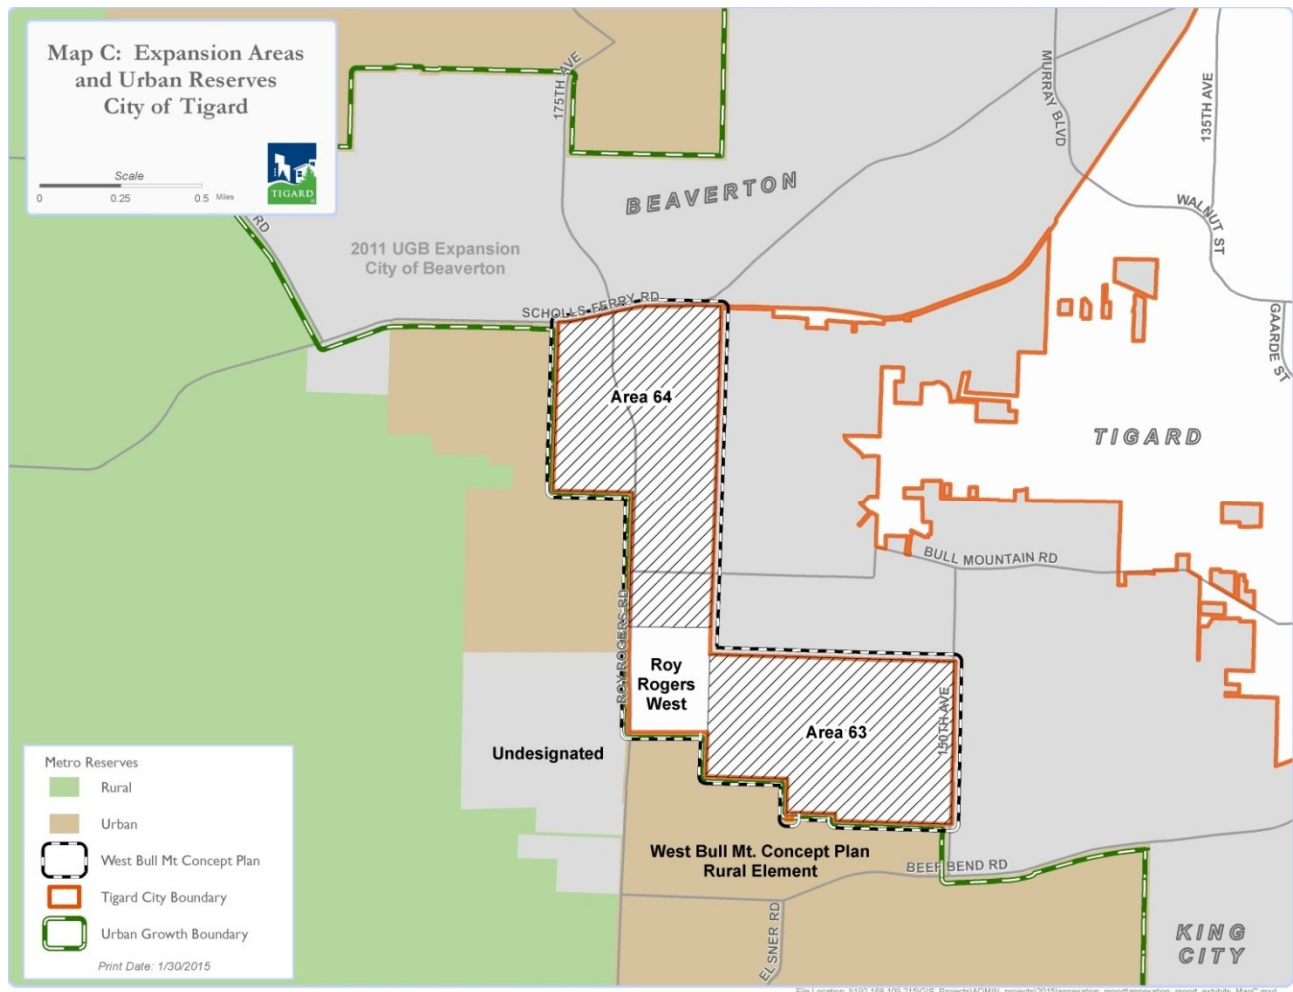 Map C: Expansion Areas
and Urban Reserves
City of Tigard
Scale
0 0.25 0.5 Miles
TIGARD
RD
175TH AVE
MURRAY BLVD
135TH AVE
BEAVERTON
WALNUT ST
2011 UGB Expansion
City of Beaverton
SCHOLLS-FERRY RD
GAARDE ST
Area 64
TIGARD
BULL MOUNTAIN RD
ROY ROGERS RD
Roy
Rogers
West
150TH AVE
Area 63
Undesignated
West Bull Mt. Concept Plan
Rural Element
BEEF BEND RD
ELSNER RD
KING
CITY
Metro Reserves
Rural
Urban
West Bull Mt Concept Plan
Tigard City Boundary
Urban Growth Boundary
Print Date: 1/30/2015